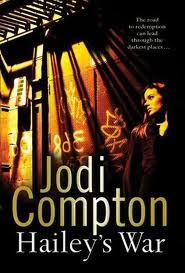 The road
to redemption
can lead
through the
darkest places...
Jodi
Compton
Hailey's War